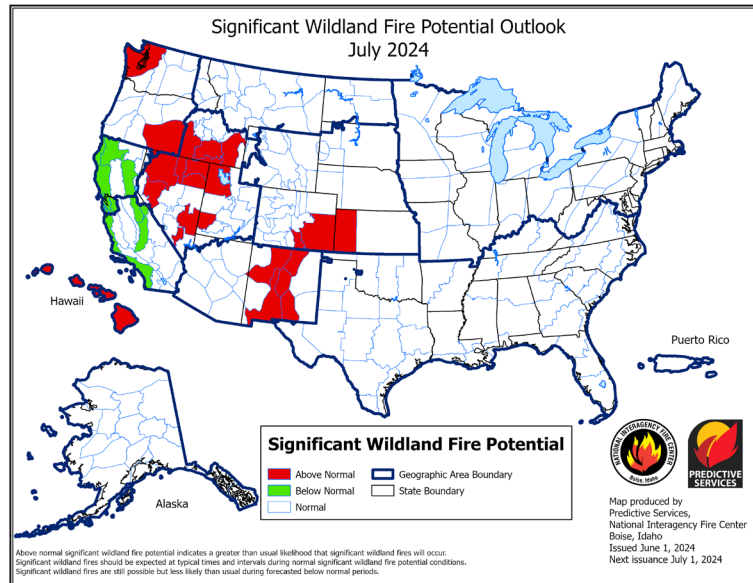 Significant Wildland Fire Potential Outlook
July 2024
Hawaii
Puerto Rico
Alaska
Significant Wildland Fire Potential
Above Normal
Below Normal
Normal
Geographic Area Boundary
State Boundary
NATIONAL INTERAGENCY FIRE CENTER
Boise, Idaho
PREDICTIVE
SERVICES
Map produced by
Predictive Services,
National Interagency Fire Center
Boise, Idaho
Issued June 1, 2024
Next issuance July 1, 2024
Above normal significant wildland fire potential indicates a greater than usual likelihood that significant wildland fires will occur.
Significant wildland fires should be expected at typical times and intervals during normal significant wildland fire potential conditions.
Significant wildland fires are still possible but less likely than usual during forecasted below normal periods.